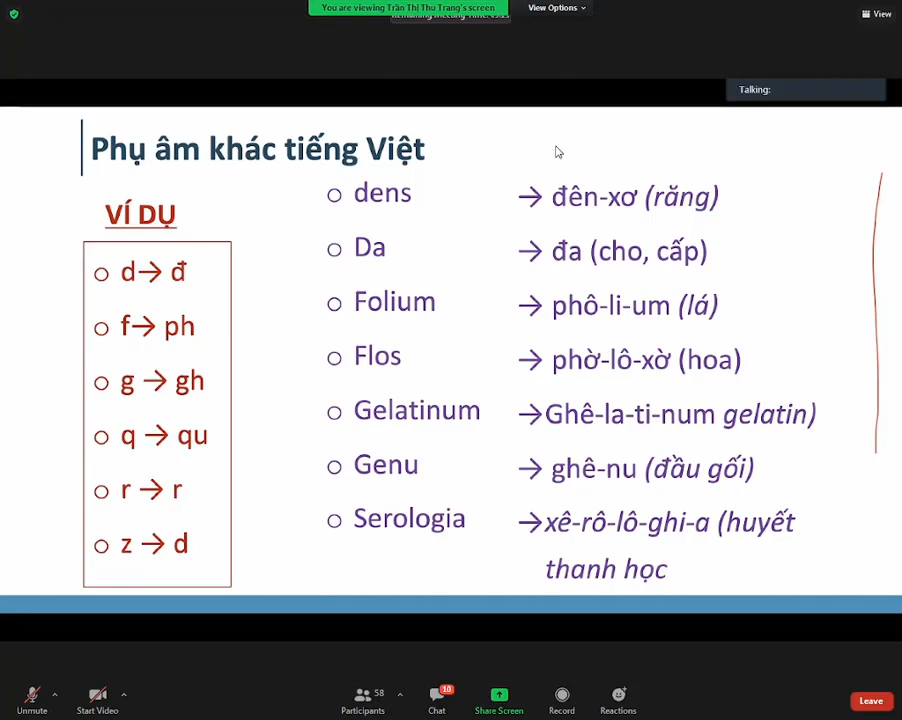 You are viewing Trần Thị Thu Trang's screen
View Options
View
Talking:
Phụ âm khác tiếng Việt
VÍ DỤ
d→ đ
f→ ph
g → gh
q → qu
r → r
z → d
dens → đên-xơ (răng)
Da → đa (cho, cấp)
Folium → phô-li-um (lá)
Flos → phờ-lô-xờ (hoa)
Gelatinum →Ghê-la-ti-num gelatin)
Genu → ghê-nu (đầu gối)
Serologia →xê-rô-lô-ghi-a (huyết
thanh học
Unmute
Start Video
58
Participants
10
Chat
Share Screen
Record
Reactions
Leave